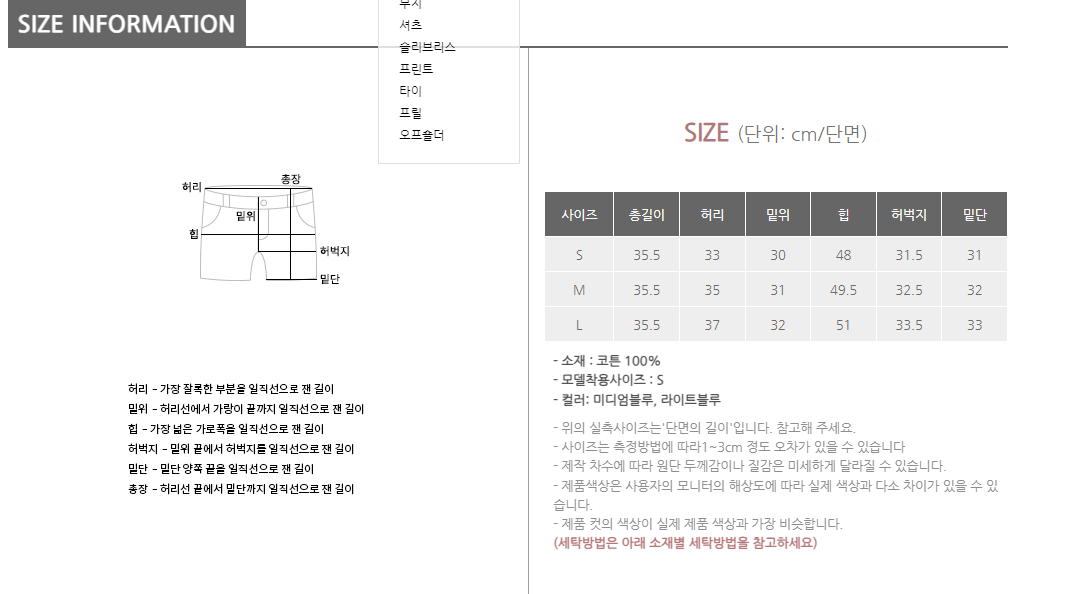 SIZE INFORMATION
셔츠
슬리브리스
프린트
타이
프릴
오프숄더
총장
허리
밑위
힙
허벅지
밑단
허리 - 가장 잘록한 부분을 일직선으로 잰 길이
밑위 - 허리선에서 가랑이 끝까지 일직선으로 잰 길이
힙 - 가장 넓은 가로폭을 일직선으로 잰 길이
허벅지 - 밑위 끝에서 허벅지를 일직선으로 잰 길이
밑단 - 밑단 양쪽 끝을 일직선으로 잰 길이
총장 - 허리선 끝에서 밑단까지 일직선으로 잰 길이
SIZE (단위: cm/단면)
사이즈 총길이 허리 밑위 힙 허벅지 밑단
S 35.5 33 30 48 31.5 31
M 35.5 35 31 49.5 32.5 32
L 35.5 37 32 51 33.5 33
- 소재 : 코튼 100%
- 모델착용사이즈 : S
- 컬러: 미디엄블루, 라이트블루
- 위의 실측사이즈는'단면의 길이'입니다. 참고해 주세요.
- 사이즈는 측정방법에 따라1~3cm 정도 오차가 있을 수 있습니다
- 제작 차수에 따라 원단 두께감이나 질감은 미세하게 달라질 수 있습니다.
- 제품색상은 사용자의 모니터의 해상도에 따라 실제 색상과 다소 차이가 있을 수 있
습니다.
- 제품 컷의 색상이 실제 제품 색상과 가장 비슷합니다.
(세탁방법은 아래 소재별 세탁방법을 참고하세요)